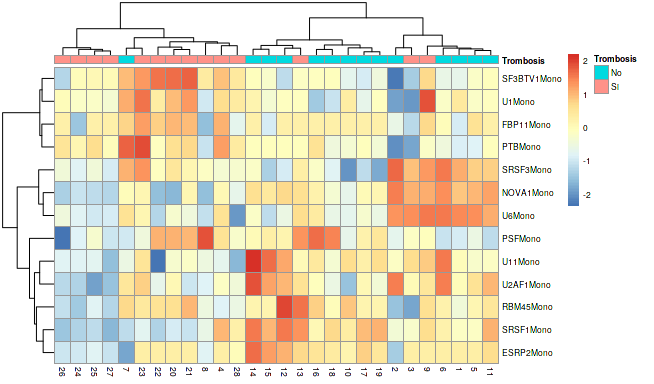 Trombosis
SF3BTV1Mono
U1Mono
FBP11Mono
PTBMono
SRSF3Mono
NOVA1Mono
U6Mono
PSFMono
U11Mono
U2AF1Mono
RBM45Mono
SRSF1Mono
ESRP2Mono
26 24 25 27 7 23 22 20 21 8 4 28 14 15 12 13 16 18 10 17 19 2 3 9 6 1 5 11
2
1
0
-1
-2
Trombosis
No
SI